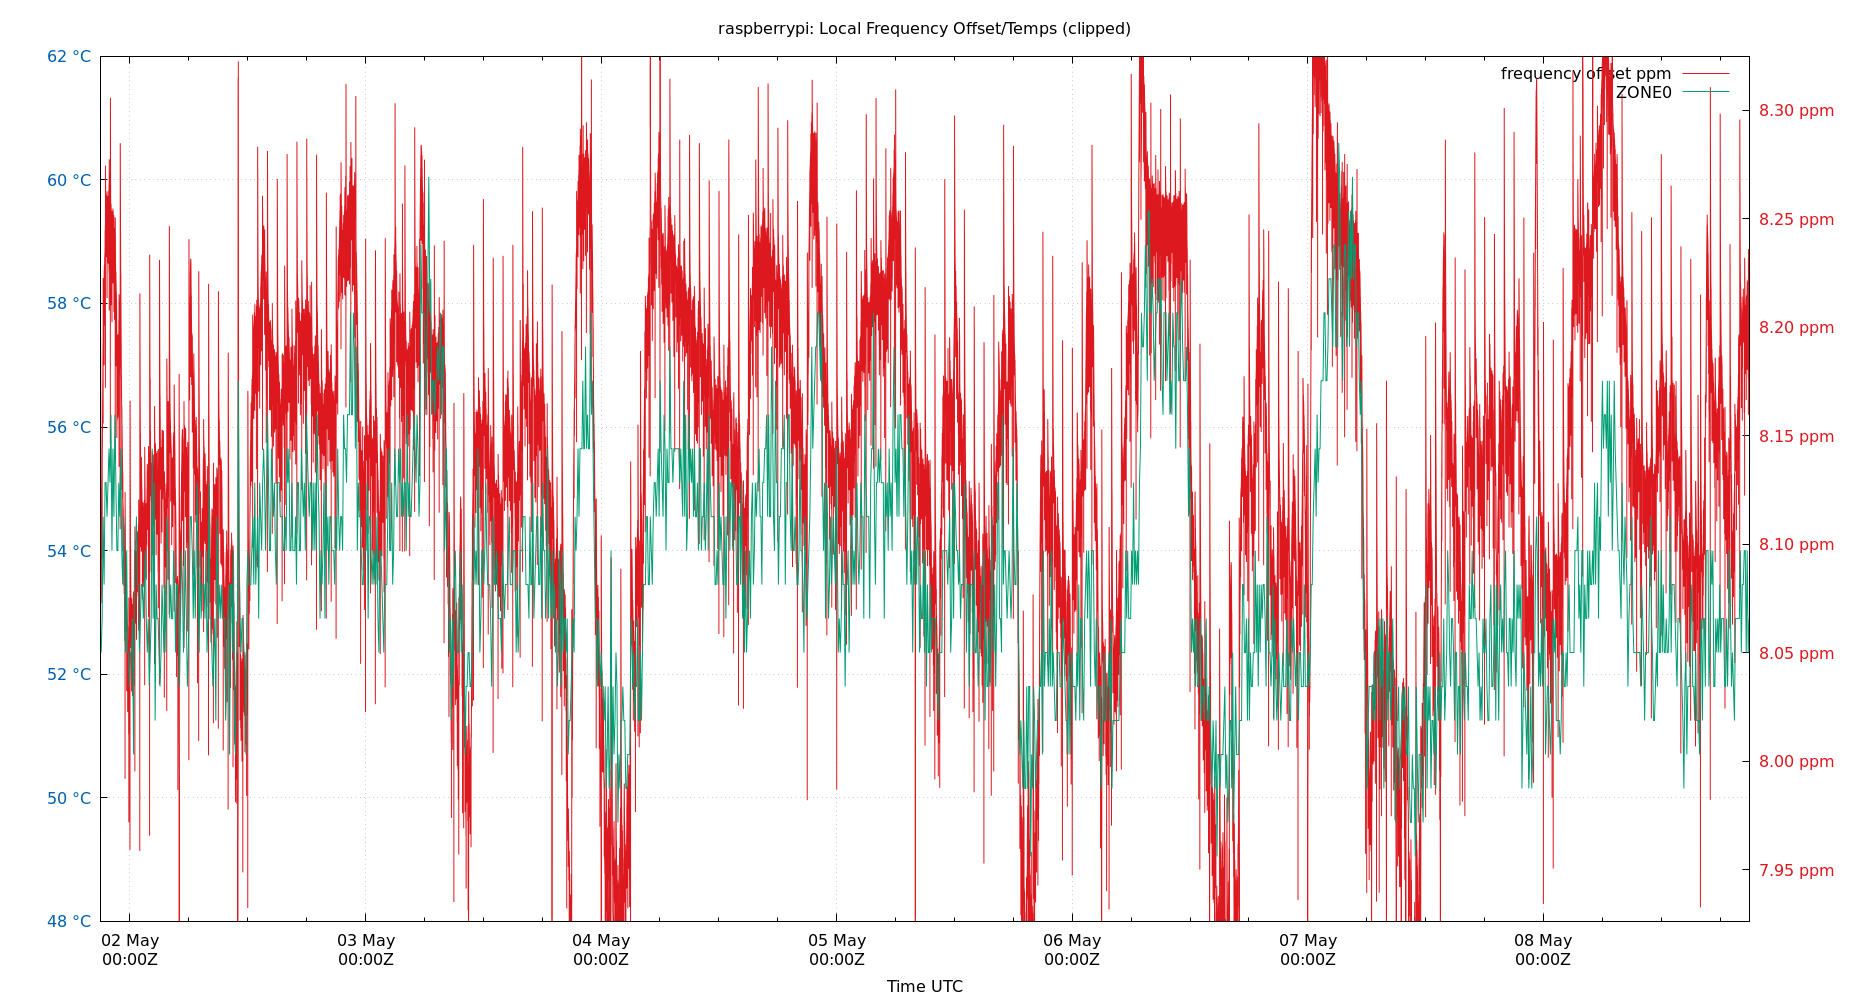 raspberrypi: Local Frequency Offset/Temps (clipped)
62 °C
60 °C
58 °C
56 °C
54 °C
52 °C
50 °C
48 °C
frequency offset ppm
ZONE0
8.30 ppm
8.25 ppm
8.20 ppm
8.15 ppm
8.10 ppm
8.05 ppm
8.00 ppm
7.95 ppm
02 May
00:00Z
03 May
00:00Z
04 May
00:00Z
05 May
00:00Z
06 May
00:00Z
07 May
00:00Z
08 May
00:00Z
Time UTC